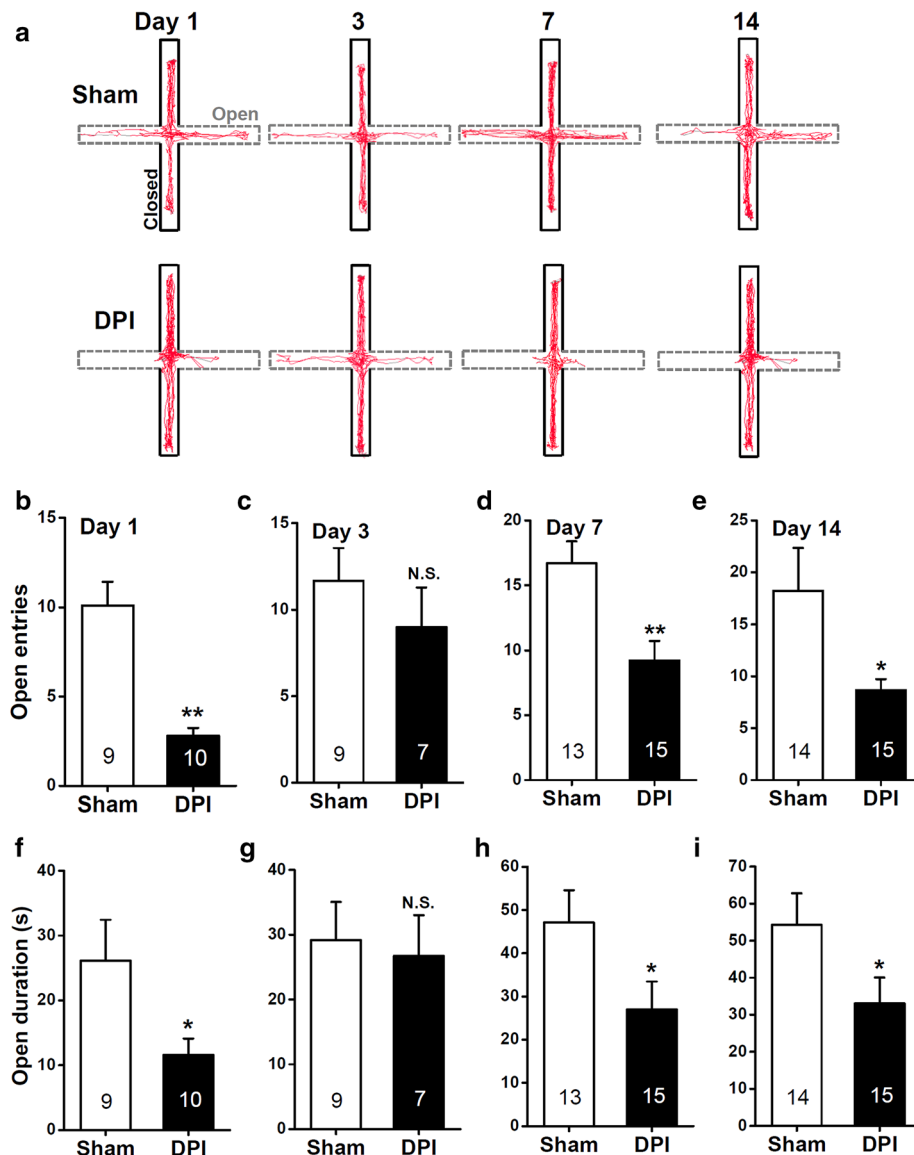 a
Day 1 3 7 14
Sham
Open
Closed
DPI
b c d e
Day 1 Day 3 Day 7 Day 14
Open entries
15
10
5
0
** 
9 10
Sham DPI
15
10
5
0
N.S.
9 7
Sham DPI
20
15
10
5
0
**
13 15
Sham DPI
25
20
15
10
5
0
*
14 15
Sham DPI
f g h i
Open duration (s)
40
30
20
10
0
*
9 10
Sham DPI
40
30
20
10
0
N.S.
9 7
Sham DPI
60
50
40
30
20
10
0
*
13 15
Sham DPI
70
60
50
40
30
20
10
0
*
14 15
Sham DPI